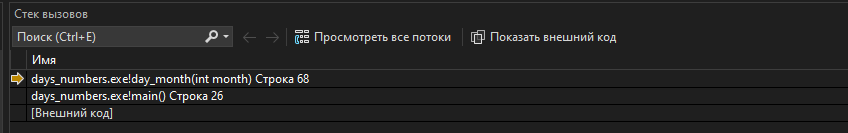 Стек вызовов
Поиск (Ctrl+E) Просмотреть все потоки Показать внешний код
Имя
days_numbers.exe!day_month(int month) Строка 68
days_numbers.exe!main() Строка 26
[Внешний код]